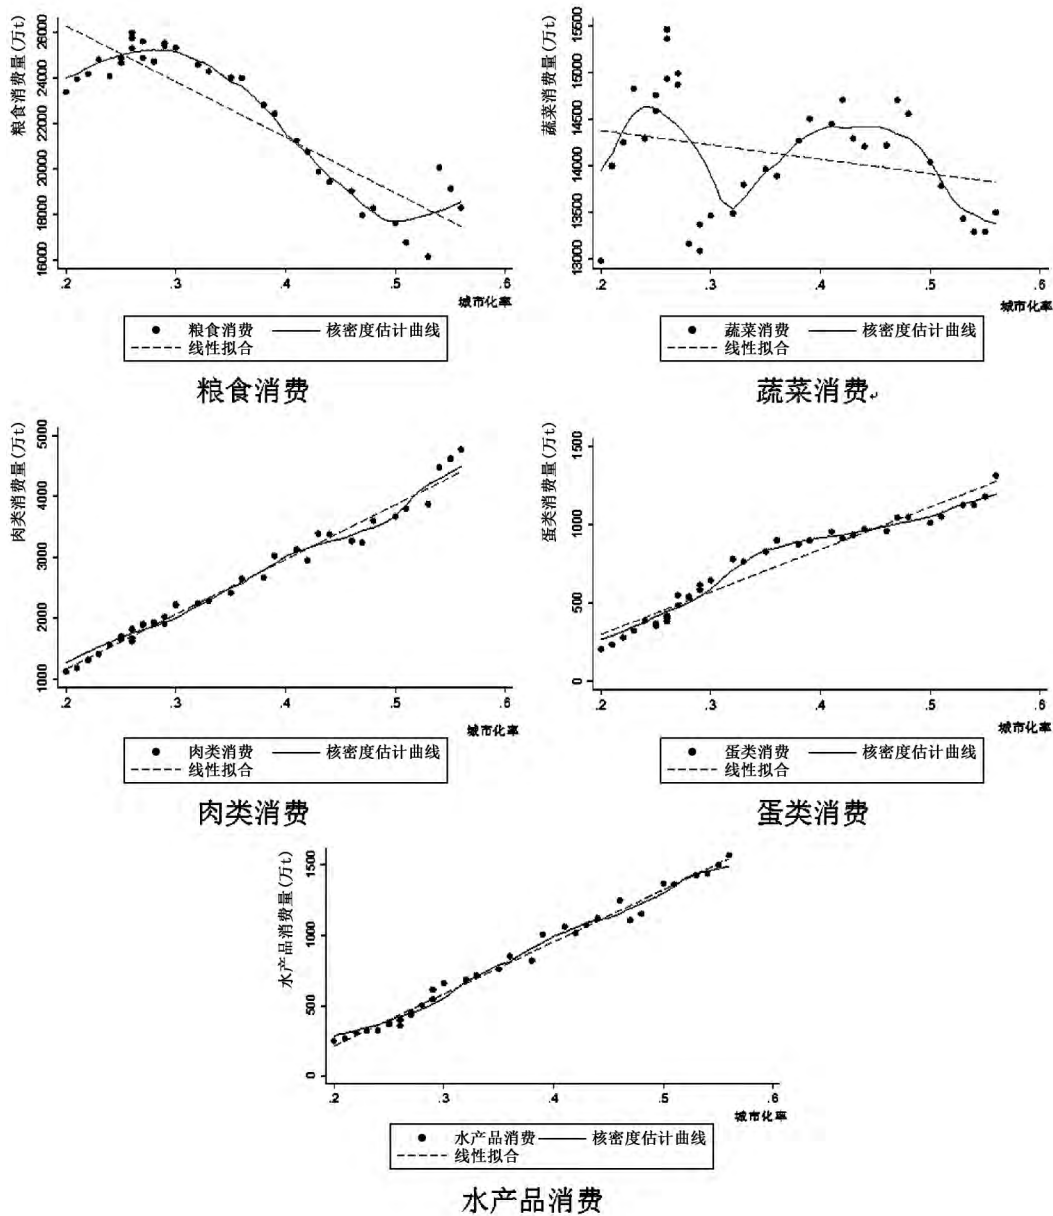 粮食消费量(万t)
26000
24000
22000
20000
18000
16000
.2 .3 .4 .5 .6
城市化率
粮食消费 核密度估计曲线
线性拟合
粮食消费
蔬菜消费量(万t)
15500
15000
14500
14000
13500
13000
.2 .3 .4 .5 .6
城市化率
蔬菜消费 核密度估计曲线
线性拟合
蔬菜消费
肉类消费量(万t)
5000
4000
3000
2000
1000
.2 .3 .4 .5 .6
城市化率
肉类消费 核密度估计曲线
线性拟合
肉类消费
蛋类消费量(万t)
1500
1000
500
0
.2 .3 .4 .5 .6
城市化率
蛋类消费 核密度估计曲线
线性拟合
蛋类消费
水产品消费量(万t)
1500
1000
500
0
.2 .3 .4 .5 .6
城市化率
水产品消费 核密度估计曲线
线性拟合
水产品消费